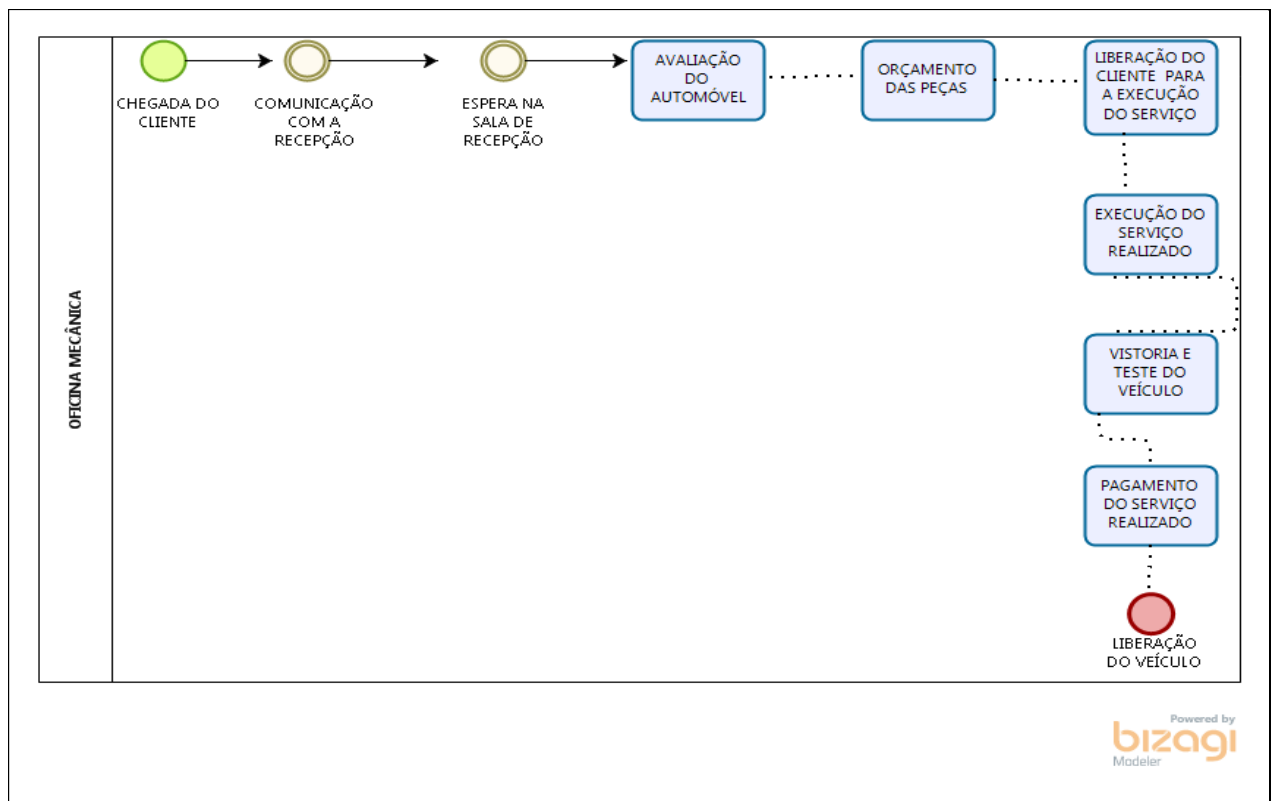 OFICINA MECÂNICA
CHEGADA DO
CLIENTE
COMUNICAÇÃO
COM A
RECEPÇÃO
ESPERA NA
SALA DE
RECEPÇÃO
AVALIAÇÃO
DO
AUTOMÓVEL
ORÇAMENTO
DAS PEÇAS
LIBERAÇÃO DO
CLIENTE PARA
A EXECUÇÃO
DO SERVIÇO
EXECUÇÃO DO
SERVIÇO
REALIZADO
VISTORIA E
TESTE DO
VEÍCULO
PAGAMENTO
DO SERVIÇO
REALIZADO
LIBERAÇÃO
DO VEÍCULO
Powered by
bizagi
Modeler